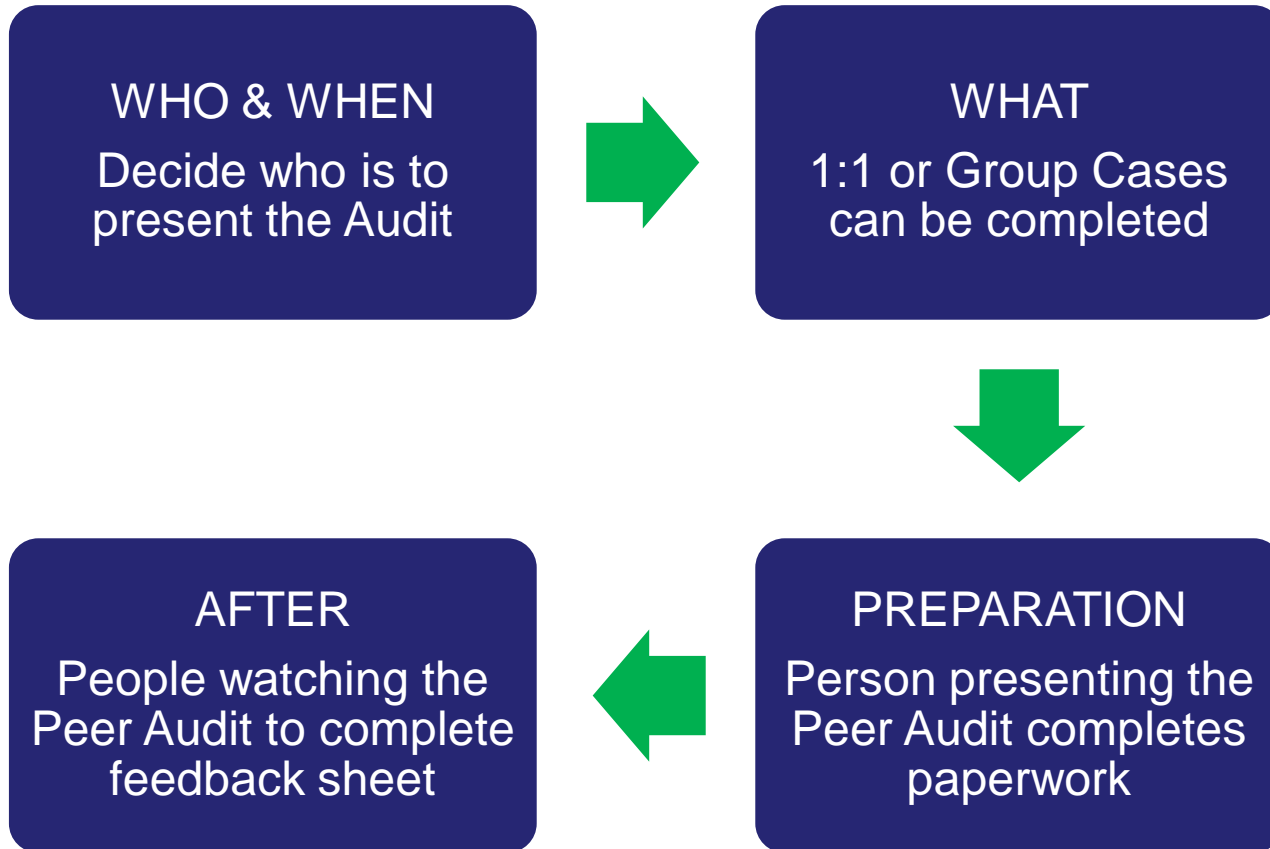 WHO & WHEN
Decide who is to
present the Audit
WHAT
1:1 or Group Cases
can be completed
PREPARATION
Person presenting the
Peer Audit completes
paperwork
AFTER
People watching the
Peer Audit to complete
feedback sheet